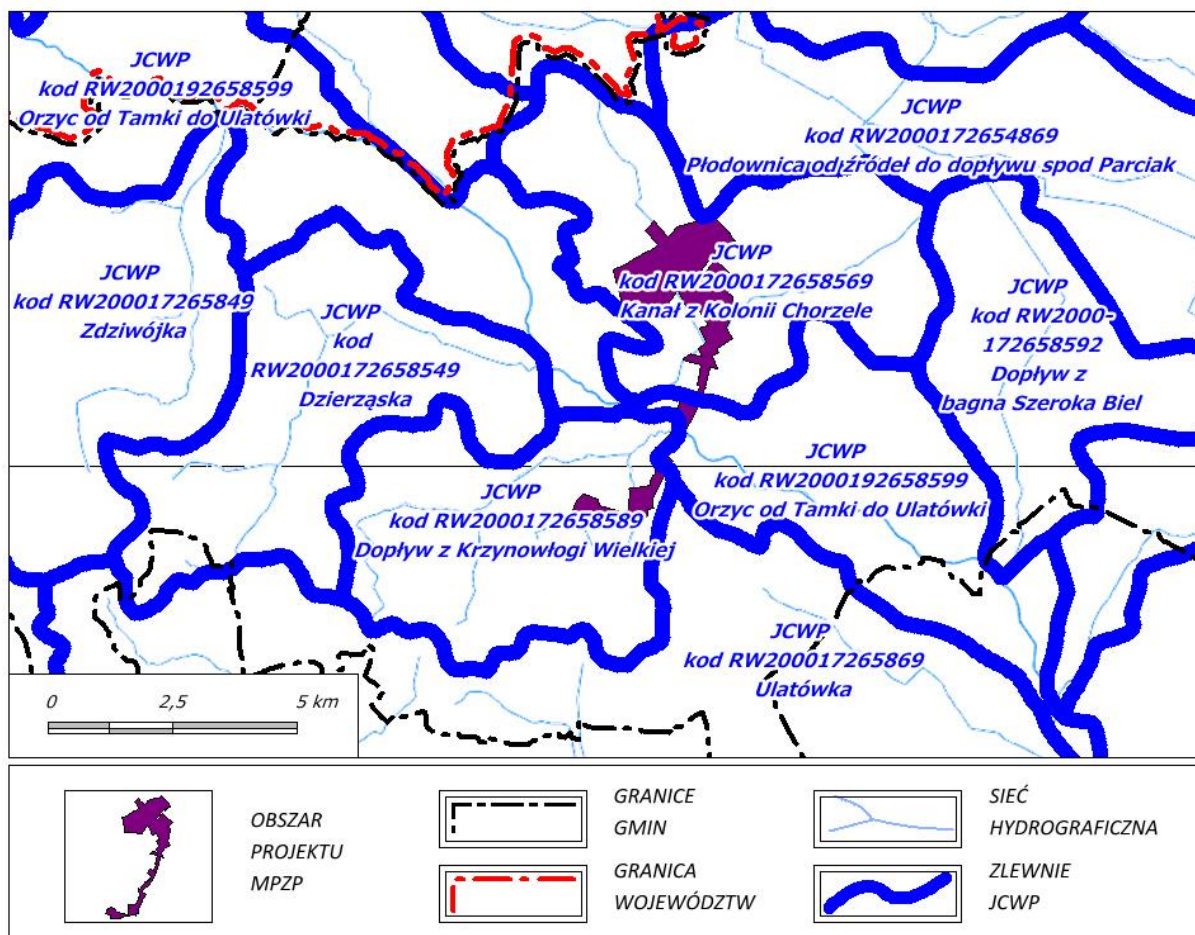 JCWP
kod RW2000192658599
Orzyc od Tamki do Ulatówki
JCWP
kod RW2000172654869
Płodownica od źródeł do dopływu spod Parciak
JCWP
kod RW200017265849
Zdziwójka
JCWP
kod
RW2000172658549
Dzierząska
JCWP
kod RW2000172658569
Kanał z Kolonii Chorzele
JCWP
kod RW2000-
172658592
Dopływ z
bagna Szeroka Biel
JCWP
kod RW2000172658589
Dopływ z Krzynowłogi Wielkiej
JCWP
kod RW2000192658599
Orzyc od Tamki do Ulatówki
JCWP
kod RW200017265869
Ulatówka
0 2,5 5 km
OBSZAR
PROJEKTU
MPZP
GRANICE
GMIN
GRANICA
WOJEWÓDZTW
SIEĆ
HYDROGRAFICZNA
ZLEWNIE
JCWP